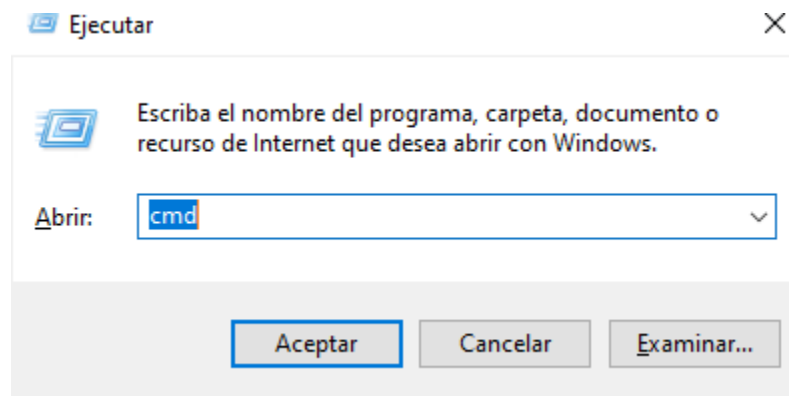 Ejecutar
Escriba el nombre del programa, carpeta, documento o
recurso de Internet que desea abrir con Windows.
Abrir: cmd
Aceptar Cancelar Examinar...